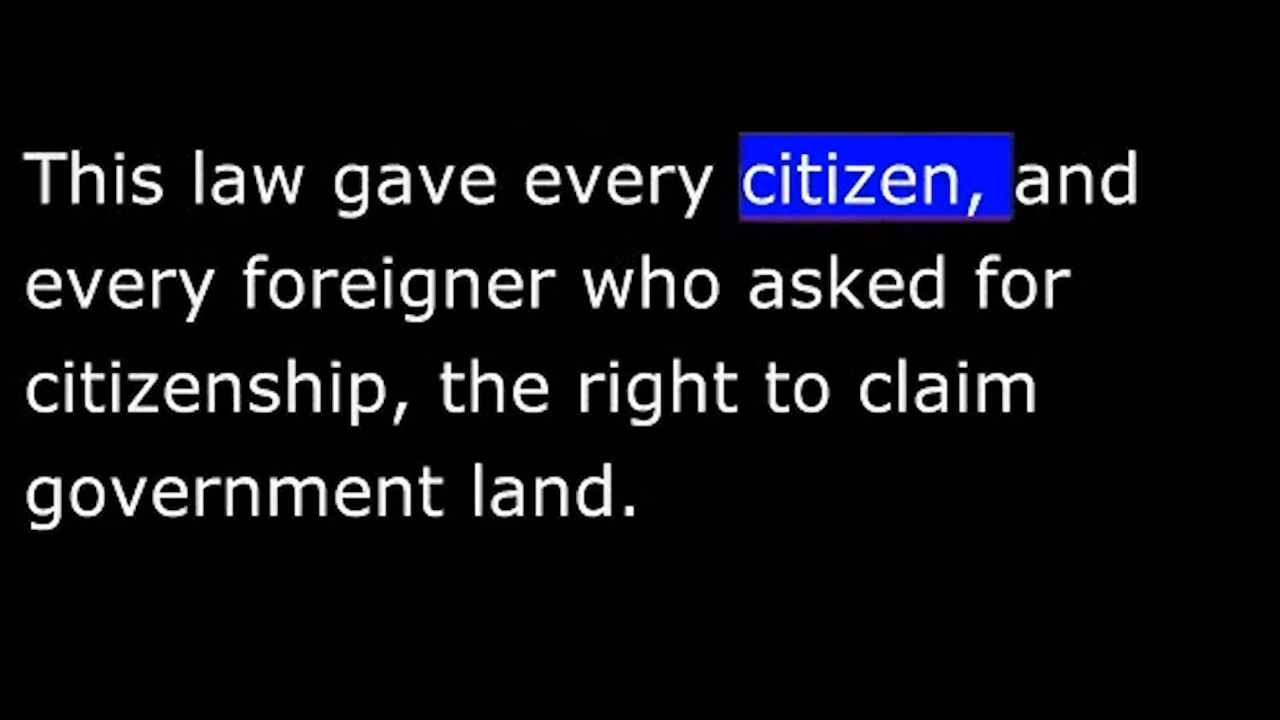 This law gave every citizen, and
every foreigner who asked for
citizenship, the right to claim
government land.